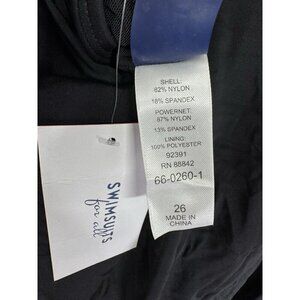 SHELL:
82% NYLON
18% SPANDEX
POWERNET:
87% NYLON
13% SPANDEX
LINING:
100% POLYESTER
92391
RN 88842
66-0260-1
26
MADE IN
CHINA
SWIMSUITS
for all